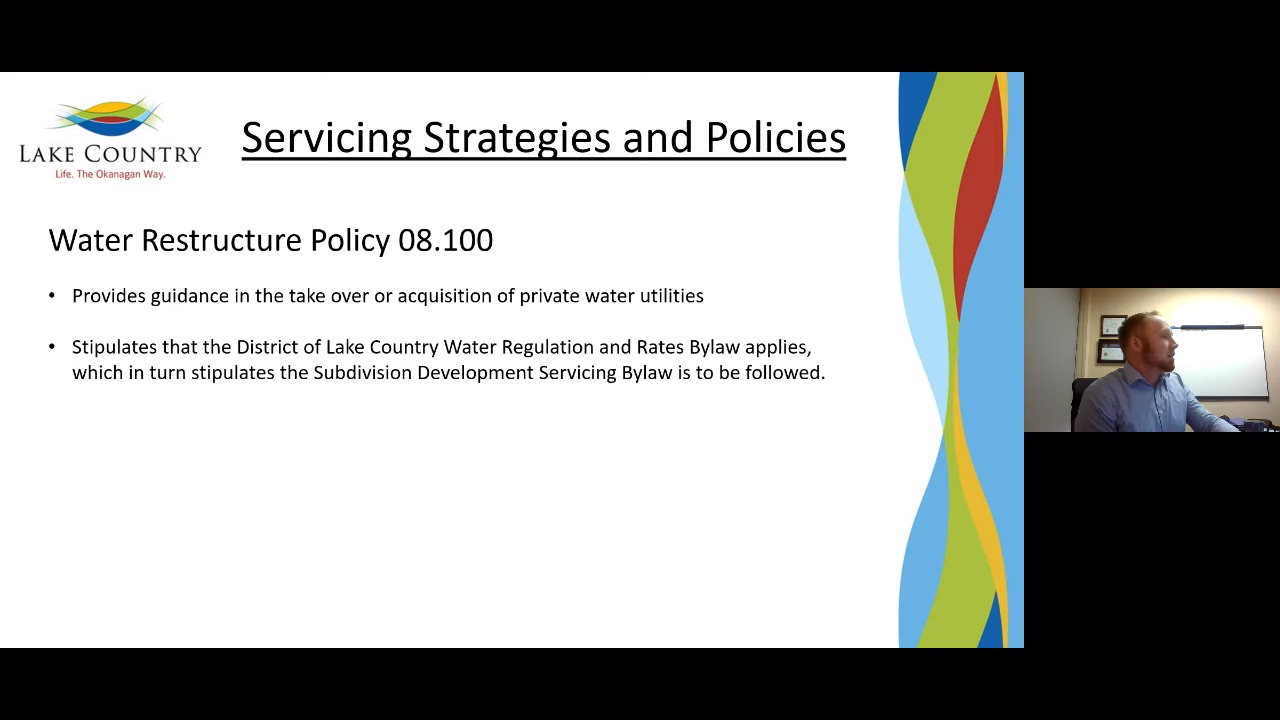 LAKE COUNTRY
Life. The Okanagan Way.
Servicing Strategies and Policies
Water Restructure Policy 08.100
• Provides guidance in the take over or acquisition of private water utilities
• Stipulates that the District of Lake Country Water Regulation and Rates Bylaw applies,
which in turn stipulates the Subdivision Development Servicing Bylaw is to be followed.